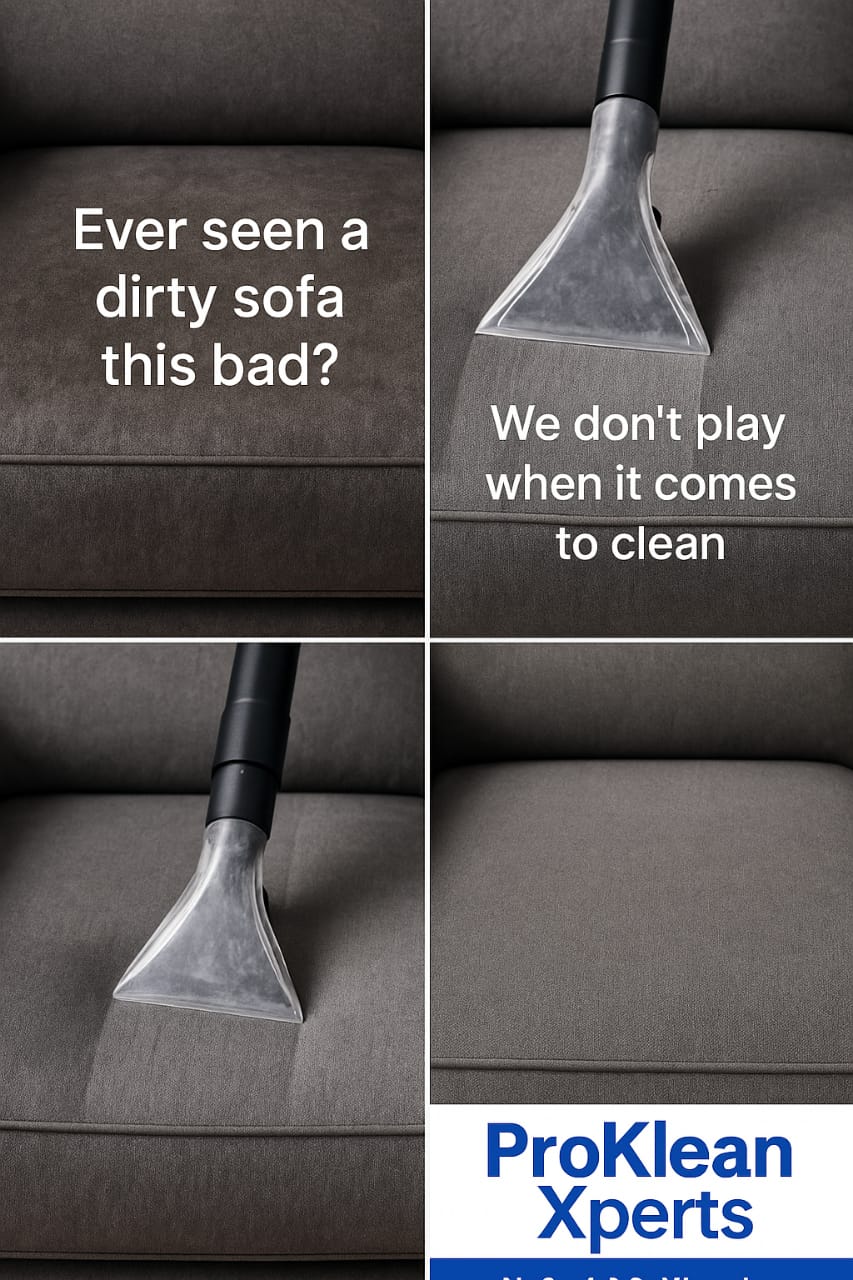 Ever seen a
dirty sofa
this bad?
We don't play
when it comes
to clean
ProKlean
Xperts